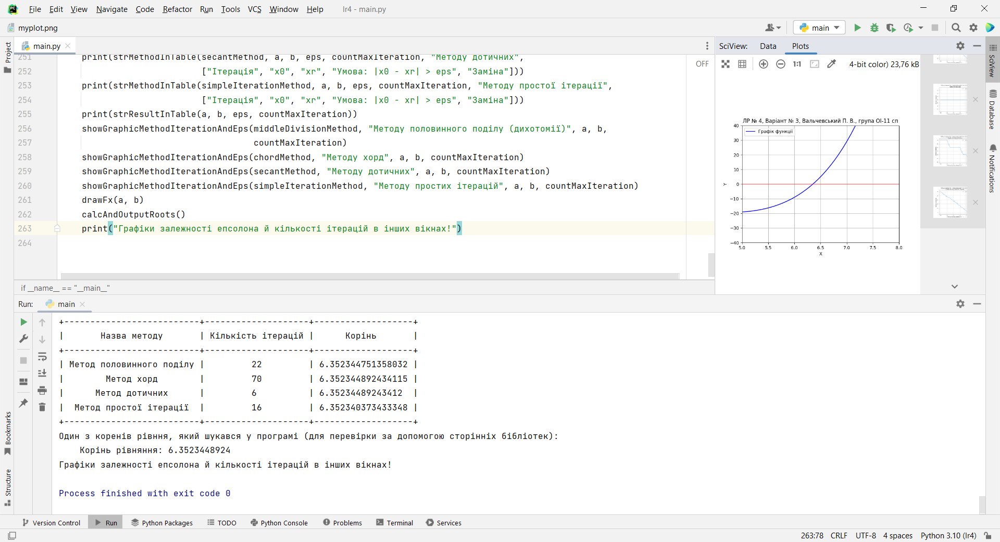 File Edit View Navigate Code Refactor Run Tools VCS Window Help lr4 - main.py
myplot.png
main
main.py
251 print(strMethodInTable(secantMethod, a, b, eps, countMaxIteration, "Методу дотичних",
252 ["Ітерація", "x0", "xr", "Умова: |x0 - xr| > eps", "Заміна"]))
253 print(strMethodInTable(simpleIterationMethod, a, b, eps, countMaxIteration, "Методу простої ітерації",
254 ["Ітерація", "x0", "xr", "Умова: |x0 - xr| > eps", "Заміна"]))
255 print(strResultInTable(a, b, eps, countMaxIteration))
256 showGraphicMethodIterationAndEps(middleDivisionMethod, "Методу половинного поділу (дихотомії)", a, b,
257 countMaxIteration)
258 showGraphicMethodIterationAndEps(chordMethod, "Методу хорд", a, b, countMaxIteration)
259 showGraphicMethodIterationAndEps(secantMethod, "Методу дотичних", a, b, countMaxIteration)
260 showGraphicMethodIterationAndEps(simpleIterationMethod, "Методу простих ітерацій", a, b, countMaxIteration)
261 drawFx(a, b)
262 calcAndOutputRoots()
263 print("Графіки залежності епсолона й кількості ітерацій в інших вікнах!")
264
OFF
if __name__ == "__main__"
SciView: Data Plots
1:1 4-bit color) 23,76 kB
ЛР № 4, Варіант № 3, Вальчевський П. В., група ОІ-11 сп
Графік функції
40
30
20
10
0
−10
−20
−30
−40
Y
5.0 5.5 6.0 6.5 7.0 7.5 8.0
X
Project
Bookmarks
Structure
SciView
Database
Notifications
Run: main
+--------------------------+--------------------+-------------------+
| Назва методу | Кількість ітерацій | Корінь |
+--------------------------+--------------------+-------------------+
| Метод половинного поділу | 22 | 6.352344751358032 |
| Метод хорд | 70 | 6.352344892434115 |
| Метод дотичних | 6 | 6.35234489243412 |
| Метод простої ітерації | 16 | 6.352340373433348 |
+--------------------------+--------------------+-------------------+
Один з коренів рівння, який шукався у програмі (для перевірки за допомогою сторінніх бібліотек):
Корінь рівняння: 6.3523448924
Графіки залежності епсолона й кількості ітерацій в інших вікнах!
Process finished with exit code 0
Version Control Run Python Packages TODO Python Console Problems Terminal Services
263:78 CRLF UTF-8 4 spaces Python 3.10 (lr4)